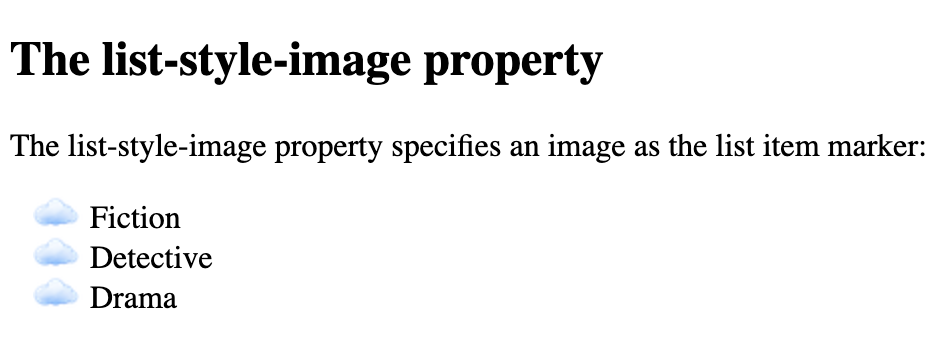 The list-style-image property
The list-style-image property specifies an image as the list item marker:
Fiction
Detective
Drama